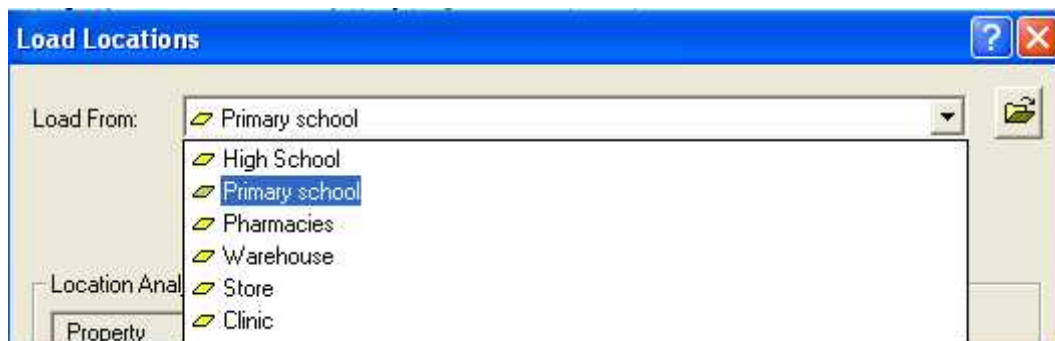 Load Locations
Load From: Primary school
High School
Primary school
Pharmacies
Warehouse
Store
Location Anal
Clinic
Property